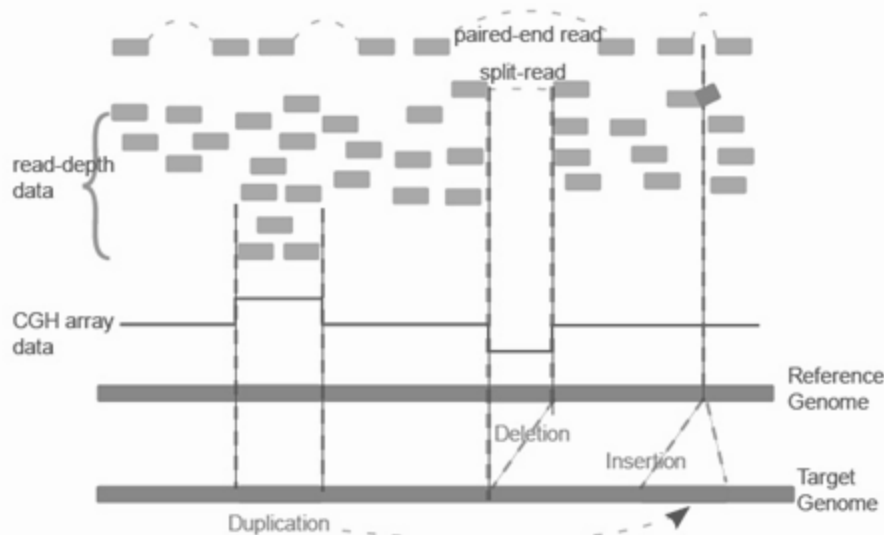 paired-end read
split-read
read-depth
data
CGH array
data
Reference
Genome
Deletion
Insertion
Target
Genome
Duplication